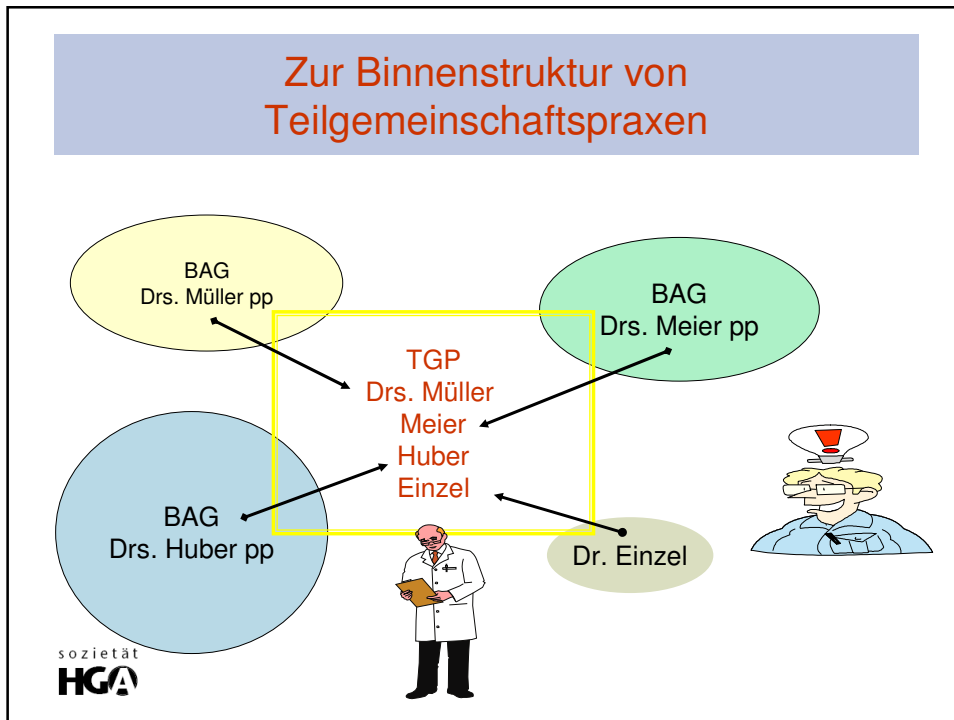 Zur Binnenstruktur von
Teilgemeinschaftspraxen
BAG
Drs. Müller pp
BAG
Drs. Meier pp
TGP
Drs. Müller
Meier
Huber
Einzel
BAG
Drs. Huber pp
Dr. Einzel
!
sozietät
HGA